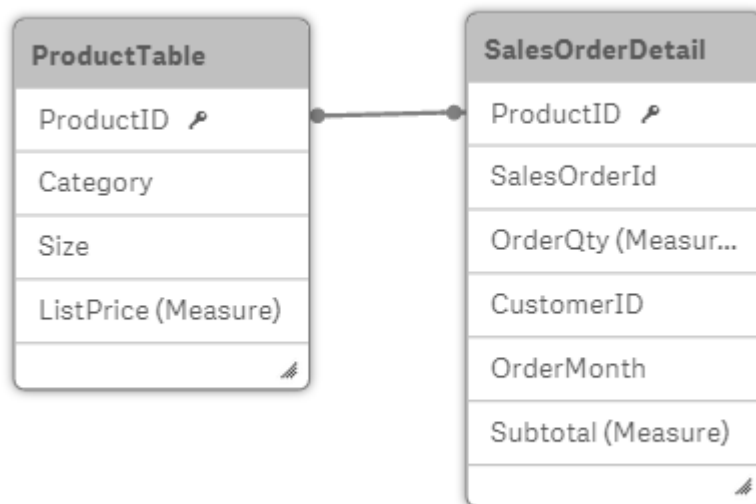 ProductTable
ProductID
Category
Size
ListPrice (Measure)
SalesOrderDetail
ProductID
SalesOrderId
OrderQty (Measur...
CustomerID
OrderMonth
Subtotal (Measure)